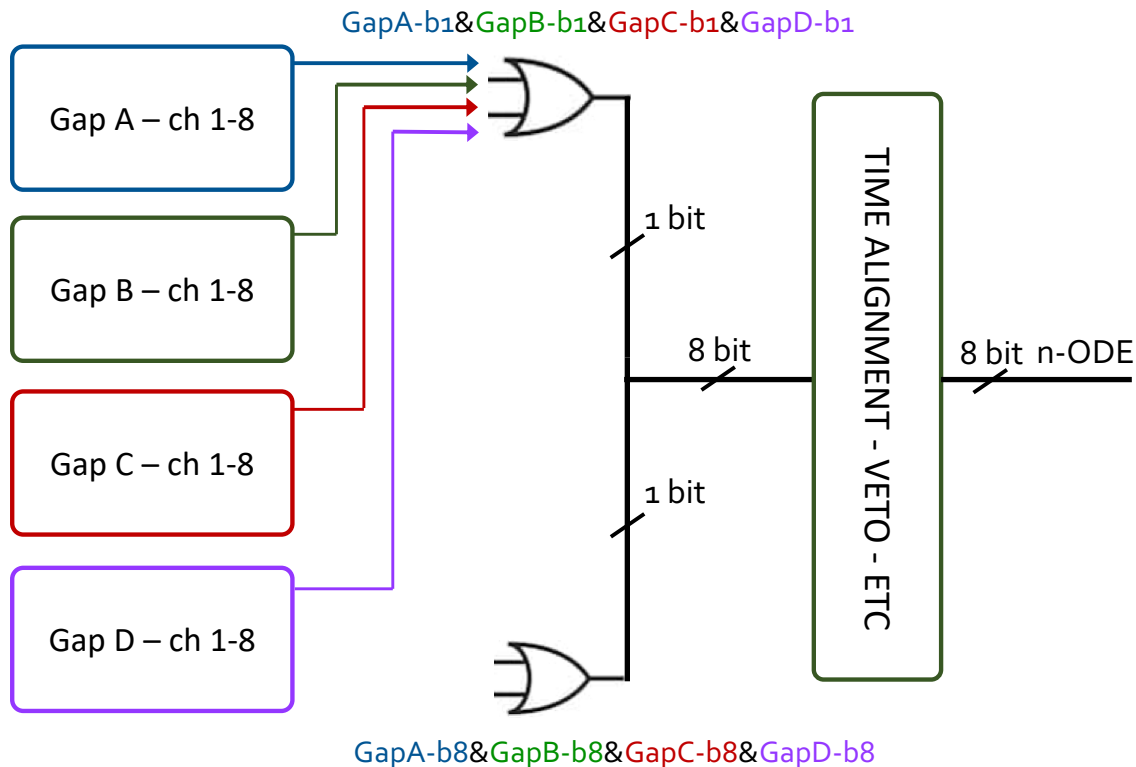 GapA-b1&GapB-b1&GapC-b1&GapD-b1
Gap A – ch 1-8
Gap B – ch 1-8
Gap C – ch 1-8
Gap D – ch 1-8
1 bit
8 bit
1 bit
TIME ALIGNMENT - VETO - ETC
8 bit n-ODE
GapA-b8&GapB-b8&GapC-b8&GapD-b8